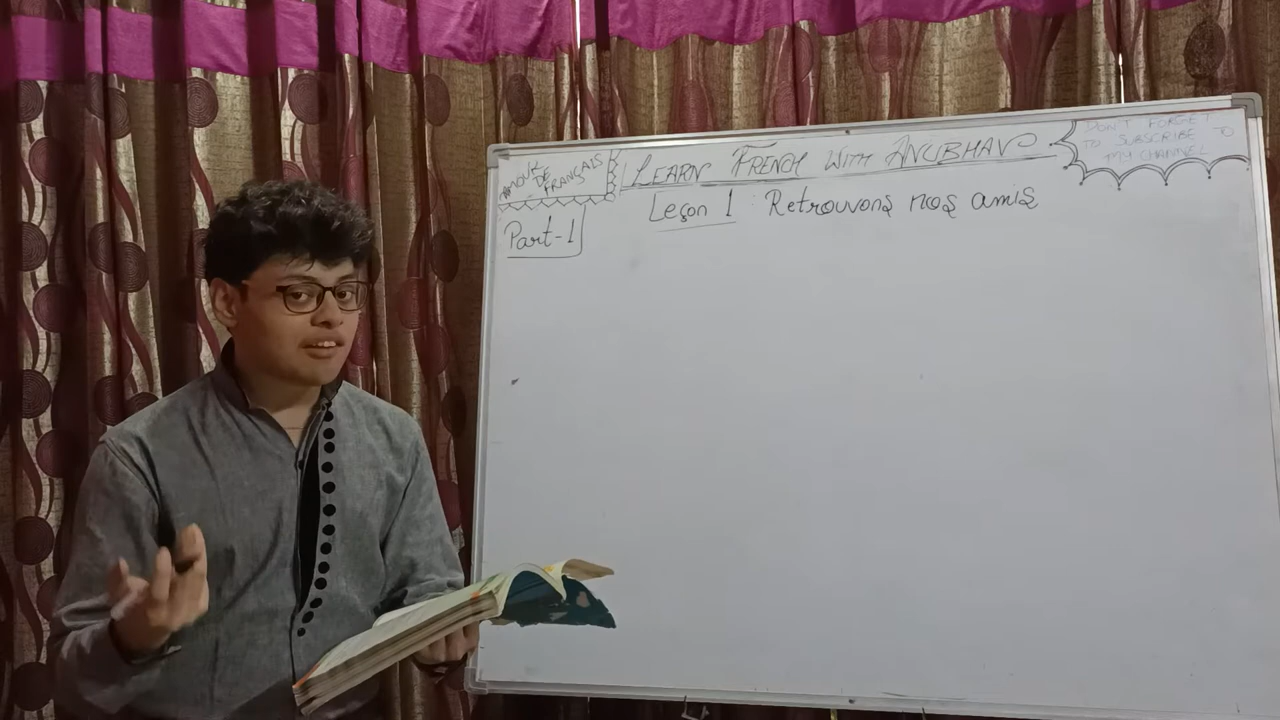 AMOUR DE
FRANÇAIS
LEARN FRENCH WITH ANUBHAV
DON'T FORGET
TO SUBSCRIBE TO
MY CHANNEL
Part-1
Leçon 1 Retrouvons nos amis